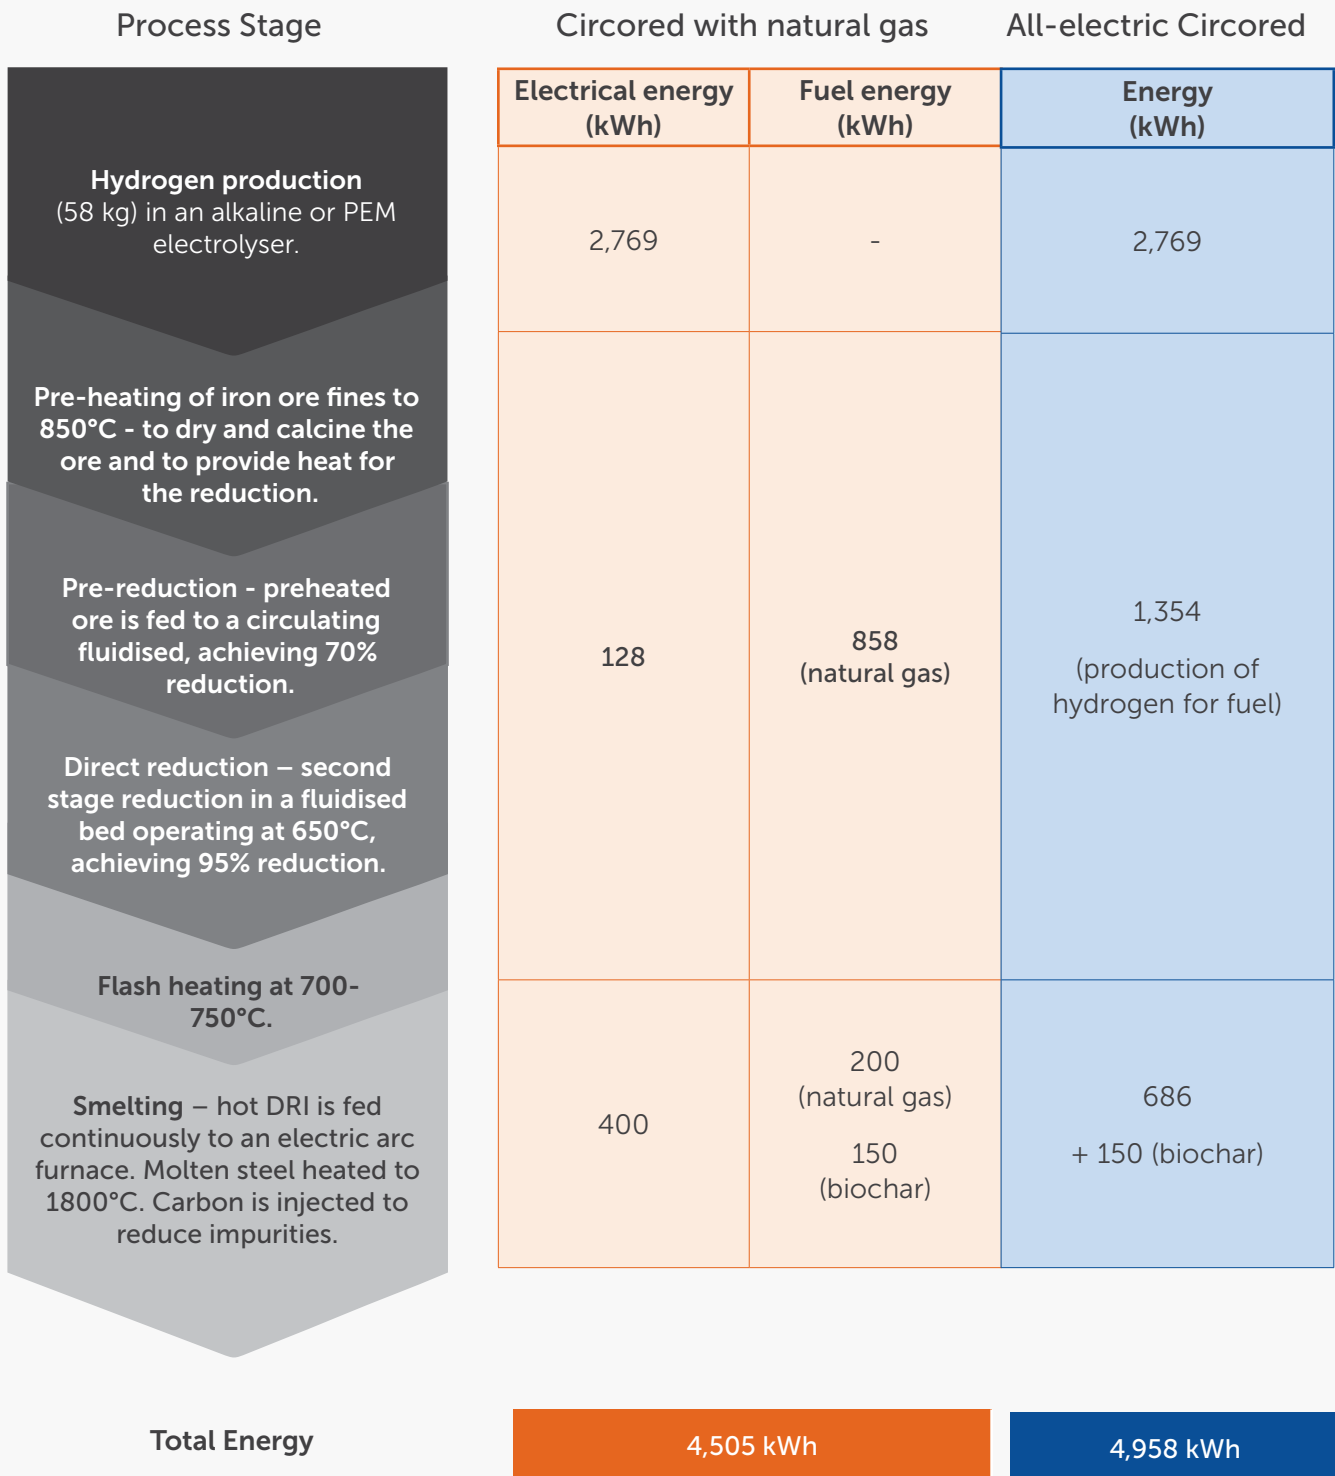 Process Stage
Circored with natural gas
All-electric Circored
Electrical energy
(kWh)
Fuel energy
(kWh)
Energy
(kWh)
Hydrogen production
(58 kg) in an alkaline or PEM
electrolyser.
2,769
-
2,769
Pre-heating of iron ore fines to
850°C - to dry and calcine the
ore and to provide heat for
the reduction.
Pre-reduction - preheated
ore is fed to a circulating
fluidised, achieving 70%
reduction.
Direct reduction – second
stage reduction in a fluidised
bed operating at 650°C,
achieving 95% reduction.
128
858
(natural gas)
1,354
(production of
hydrogen for fuel)
Flash heating at 700-
750°C.
Smelting – hot DRI is fed
continuously to an electric arc
furnace. Molten steel heated to
1800°C. Carbon is injected to
reduce impurities.
400
200
(natural gas)
150
(biochar)
686
+ 150 (biochar)
Total Energy
4,505 kWh
4,958 kWh